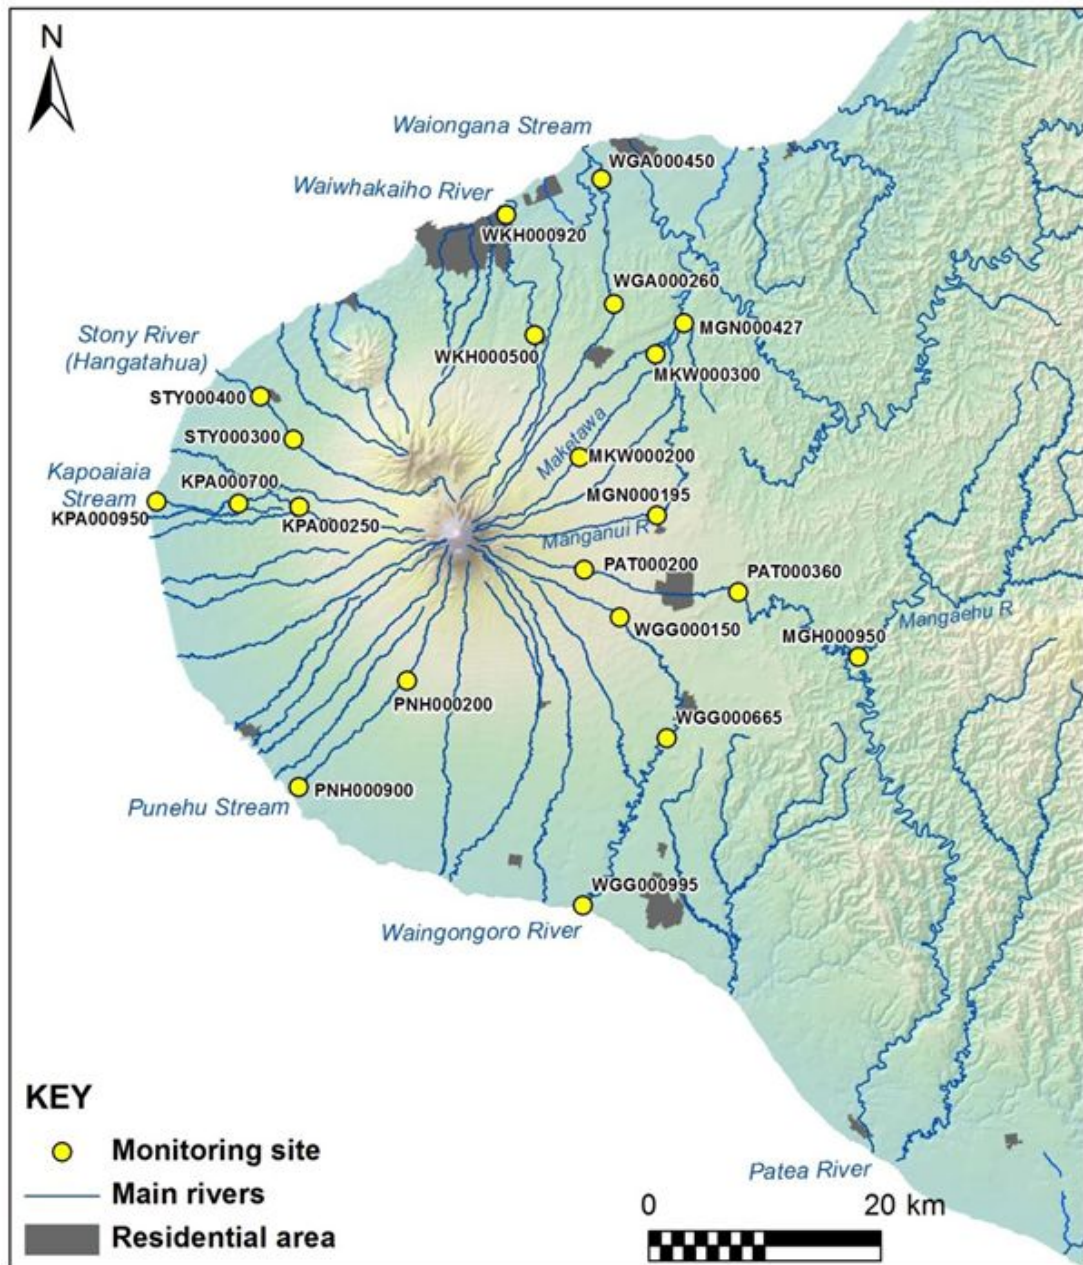 N
Waiongana Stream
WGA000450
Waiwhakaiho River
WKH000920
WGA000260
Stony River
(Hangatahua)
MGN000427
WKH000500
MKW000300
STY000400
Maketawa
STY000300
MKW000200
Kapoaiaia
Stream
KPA000700
MGN000195
KPA000950
KPA000250
Manganui R
PAT000200
PAT000360
Mangaehu R
WGG000150
MGH000950
PNH000200
WGG000665
PNH000900
Punehu Stream
WGG000995
Waingongoro River
KEY
Monitoring site
Main rivers
Residential area
Patea River
0 20 km